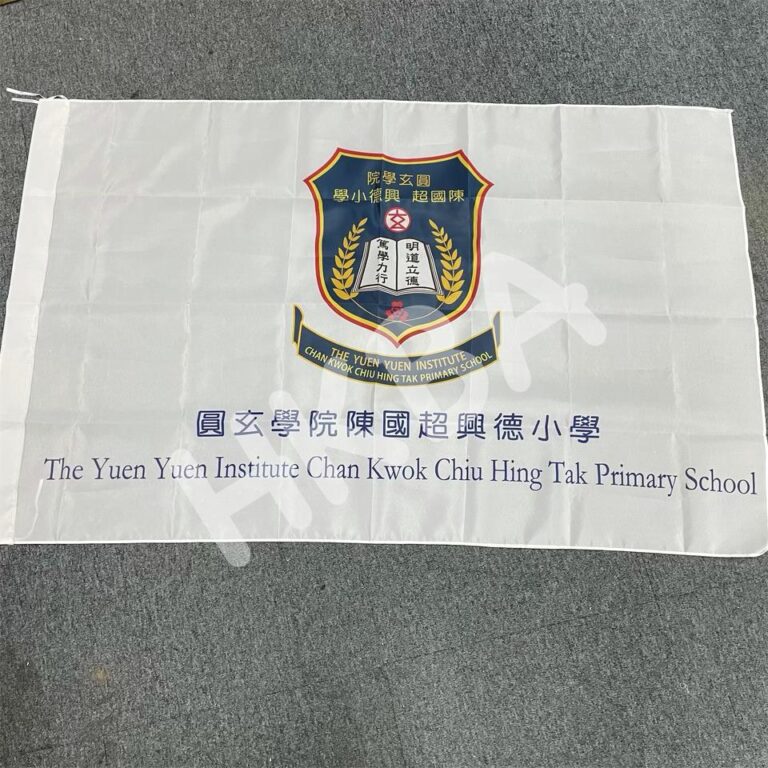 圓玄學院
陳國超 興德小學
玄
明道立德
篤學力行
THE YUEN YUEN INSTITUTE
CHAN KWOK CHIU HING TAK PRIMARY SCHOOL
圓玄學院陳國超興德小學
The Yuen Yuen Institute Chan Kwok Chiu Hing Tak Primary School